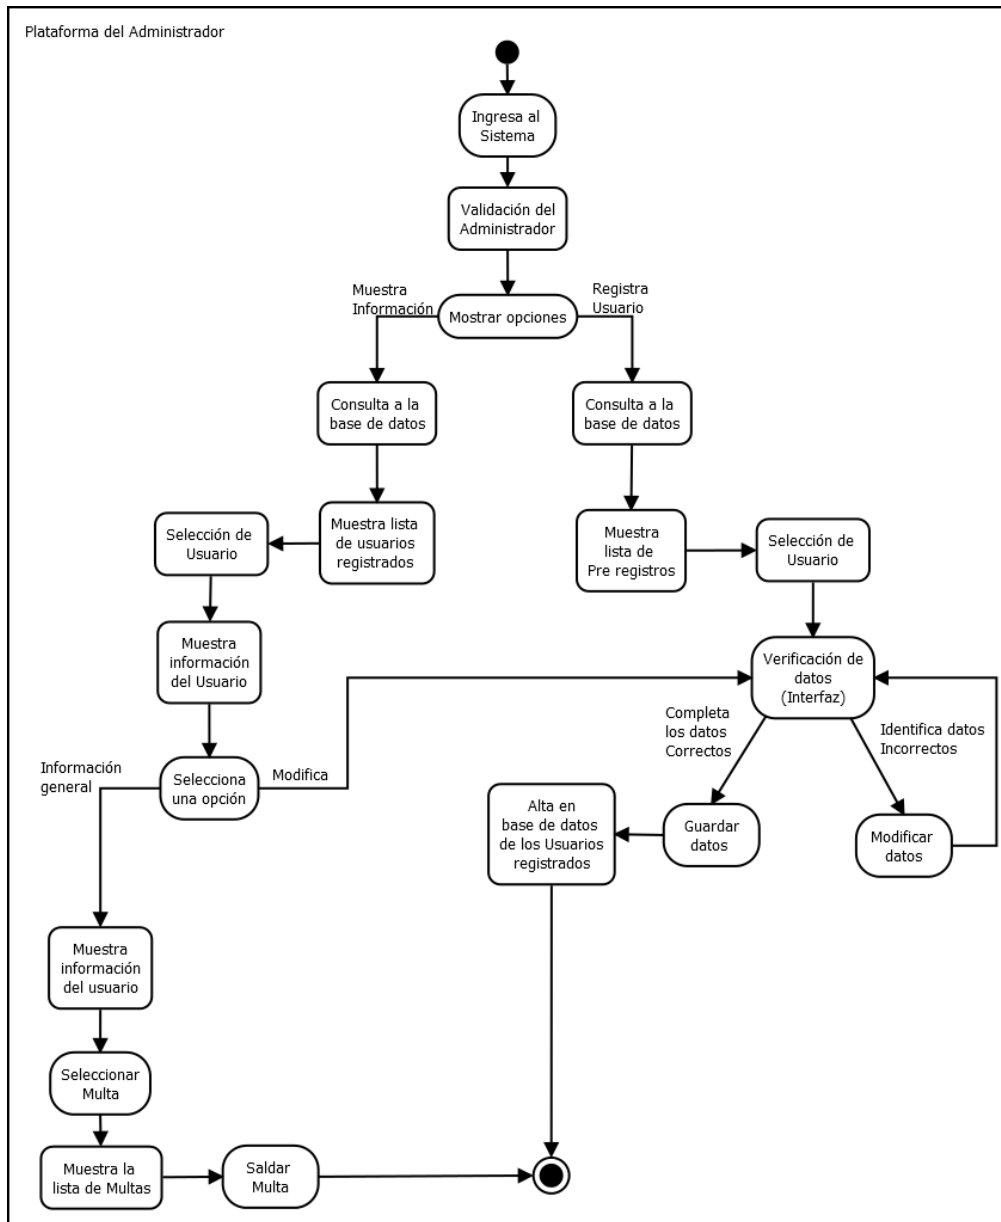 Plataforma del Administrador
Ingresa al
Sistema
Validación del
Administrador
Muestra
Información
Registra
Usuario
Mostrar opciones
Consulta a la
base de datos
Consulta a la
base de datos
Muestra lista
de usuarios
registrados
Selección de
Usuario
Muestra
lista de
Pre registros
Selección de
Usuario
Muestra
información
del Usuario
Verificación de
datos
(Interfaz)
Completa
los datos
Correctos
Identifica datos
Incorrectos
Información
general
Selecciona
una opción
Modifica
Alta en
base de datos
de los Usuarios
registrados
Guardar
datos
Modificar
datos
Muestra
información
del usuario
Seleccionar
Multa
Muestra la
lista de Multas
Saldar
Multa